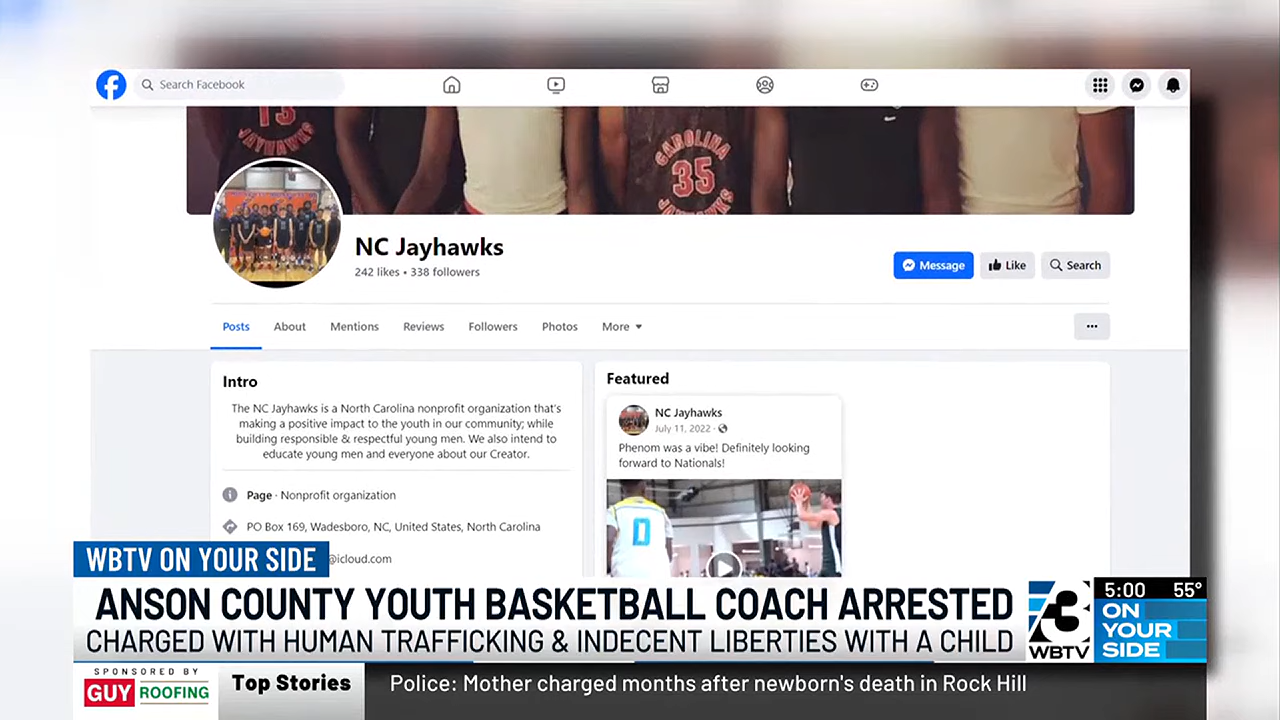 Search Facebook
13
JAYHAWKS
CAROLINA
35
JAYHAWKS
NC Jayhawks
242 likes • 338 followers
Message
Like
Search
Posts
About
Mentions
Reviews
Followers
Photos
More
Intro
The NC Jayhawks is a North Carolina nonprofit organization that's
making a positive impact to the youth in our community; while
building responsible & respectful young men. We also intend to
educate young men and everyone about our Creator.
Page · Nonprofit organization
PO Box 169, Wadesboro, NC, United States, North Carolina
@icloud.com
Featured
NC Jayhawks
July 11, 2022 ·
Phenom was a vibe! Definitely looking
forward to Nationals!
0
WBTV ON YOUR SIDE
ANSON COUNTY YOUTH BASKETBALL COACH ARRESTED
CHARGED WITH HUMAN TRAFFICKING & INDECENT LIBERTIES WITH A CHILD
3
WBTV
5:00 55°
ON
YOUR
SIDE
SPONSORED BY
GUY ROOFING
Top Stories
Police: Mother charged months after newborn's death in Rock Hill